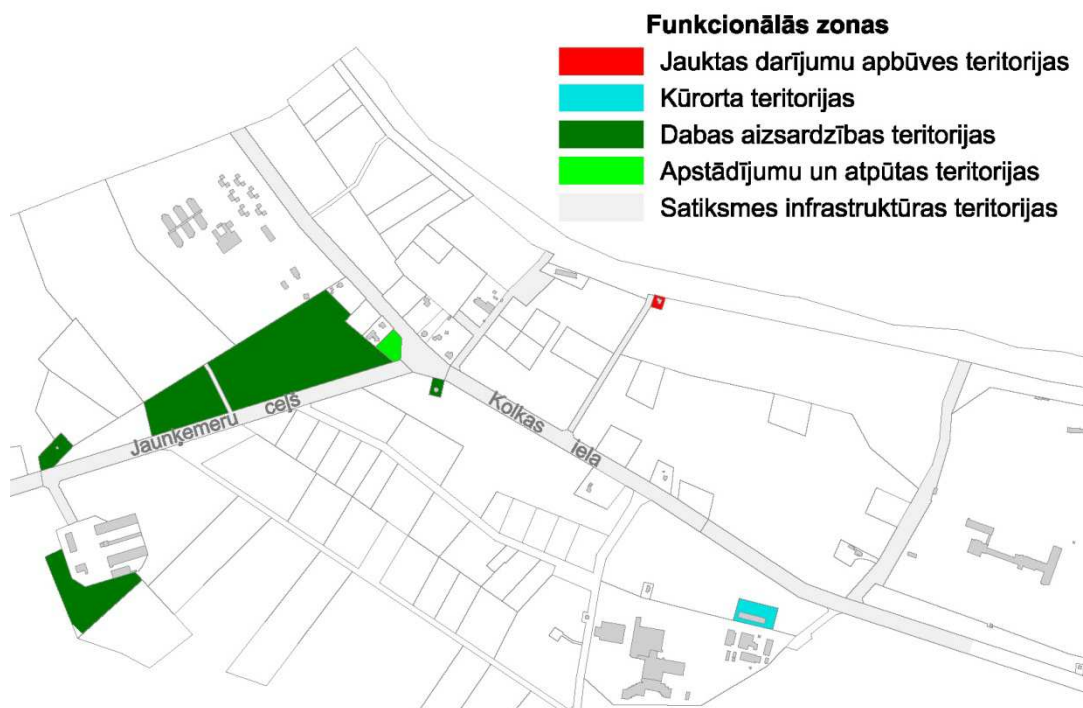 Funkcionālās zonas
Jauktas darījumu apbūves teritorijas
Kūrorta teritorijas
Dabas aizsardzības teritorijas
Apstādījumu un atpūtas teritorijas
Satiksmes infrastruktūras teritorijas
Jaunķemeru ceļš
Kolkas iela